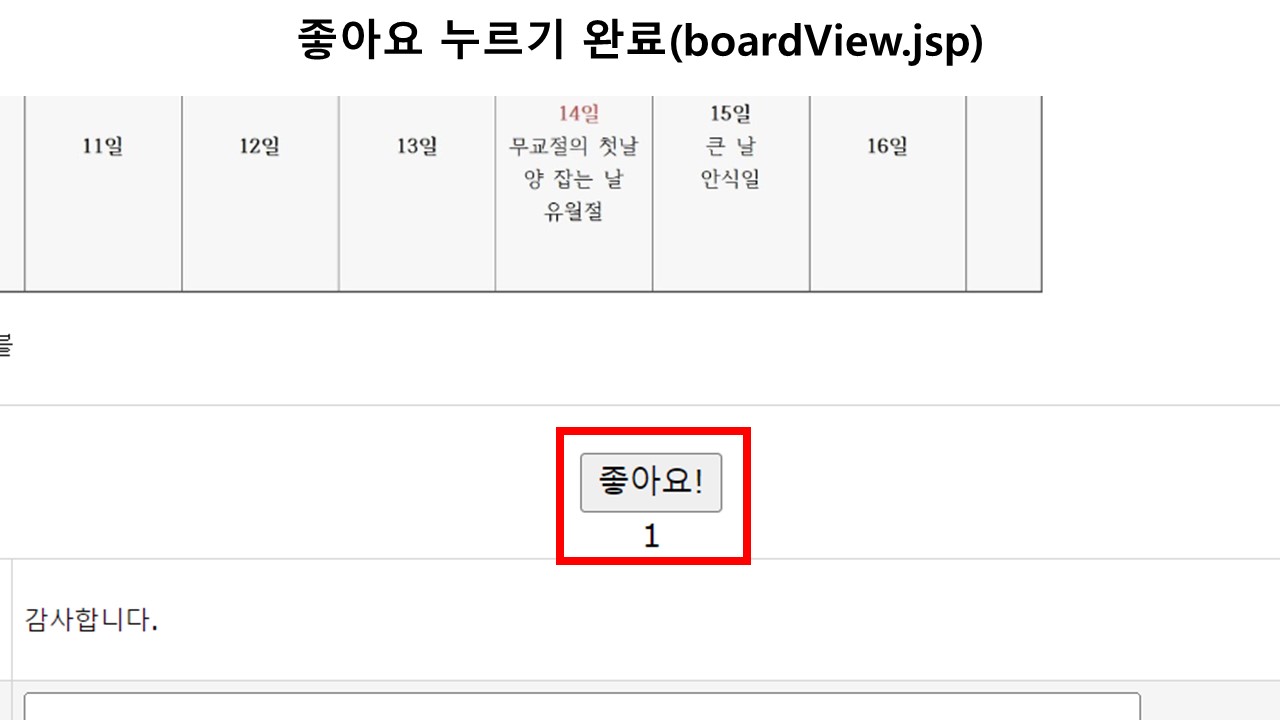 좋아요 누르기 완료(boardView.jsp)
11일
12일
13일
14일
무교절의 첫날
양 잡는 날
유월절
15일
큰 날
안식일
16일
좋아요!
1
감사합니다.